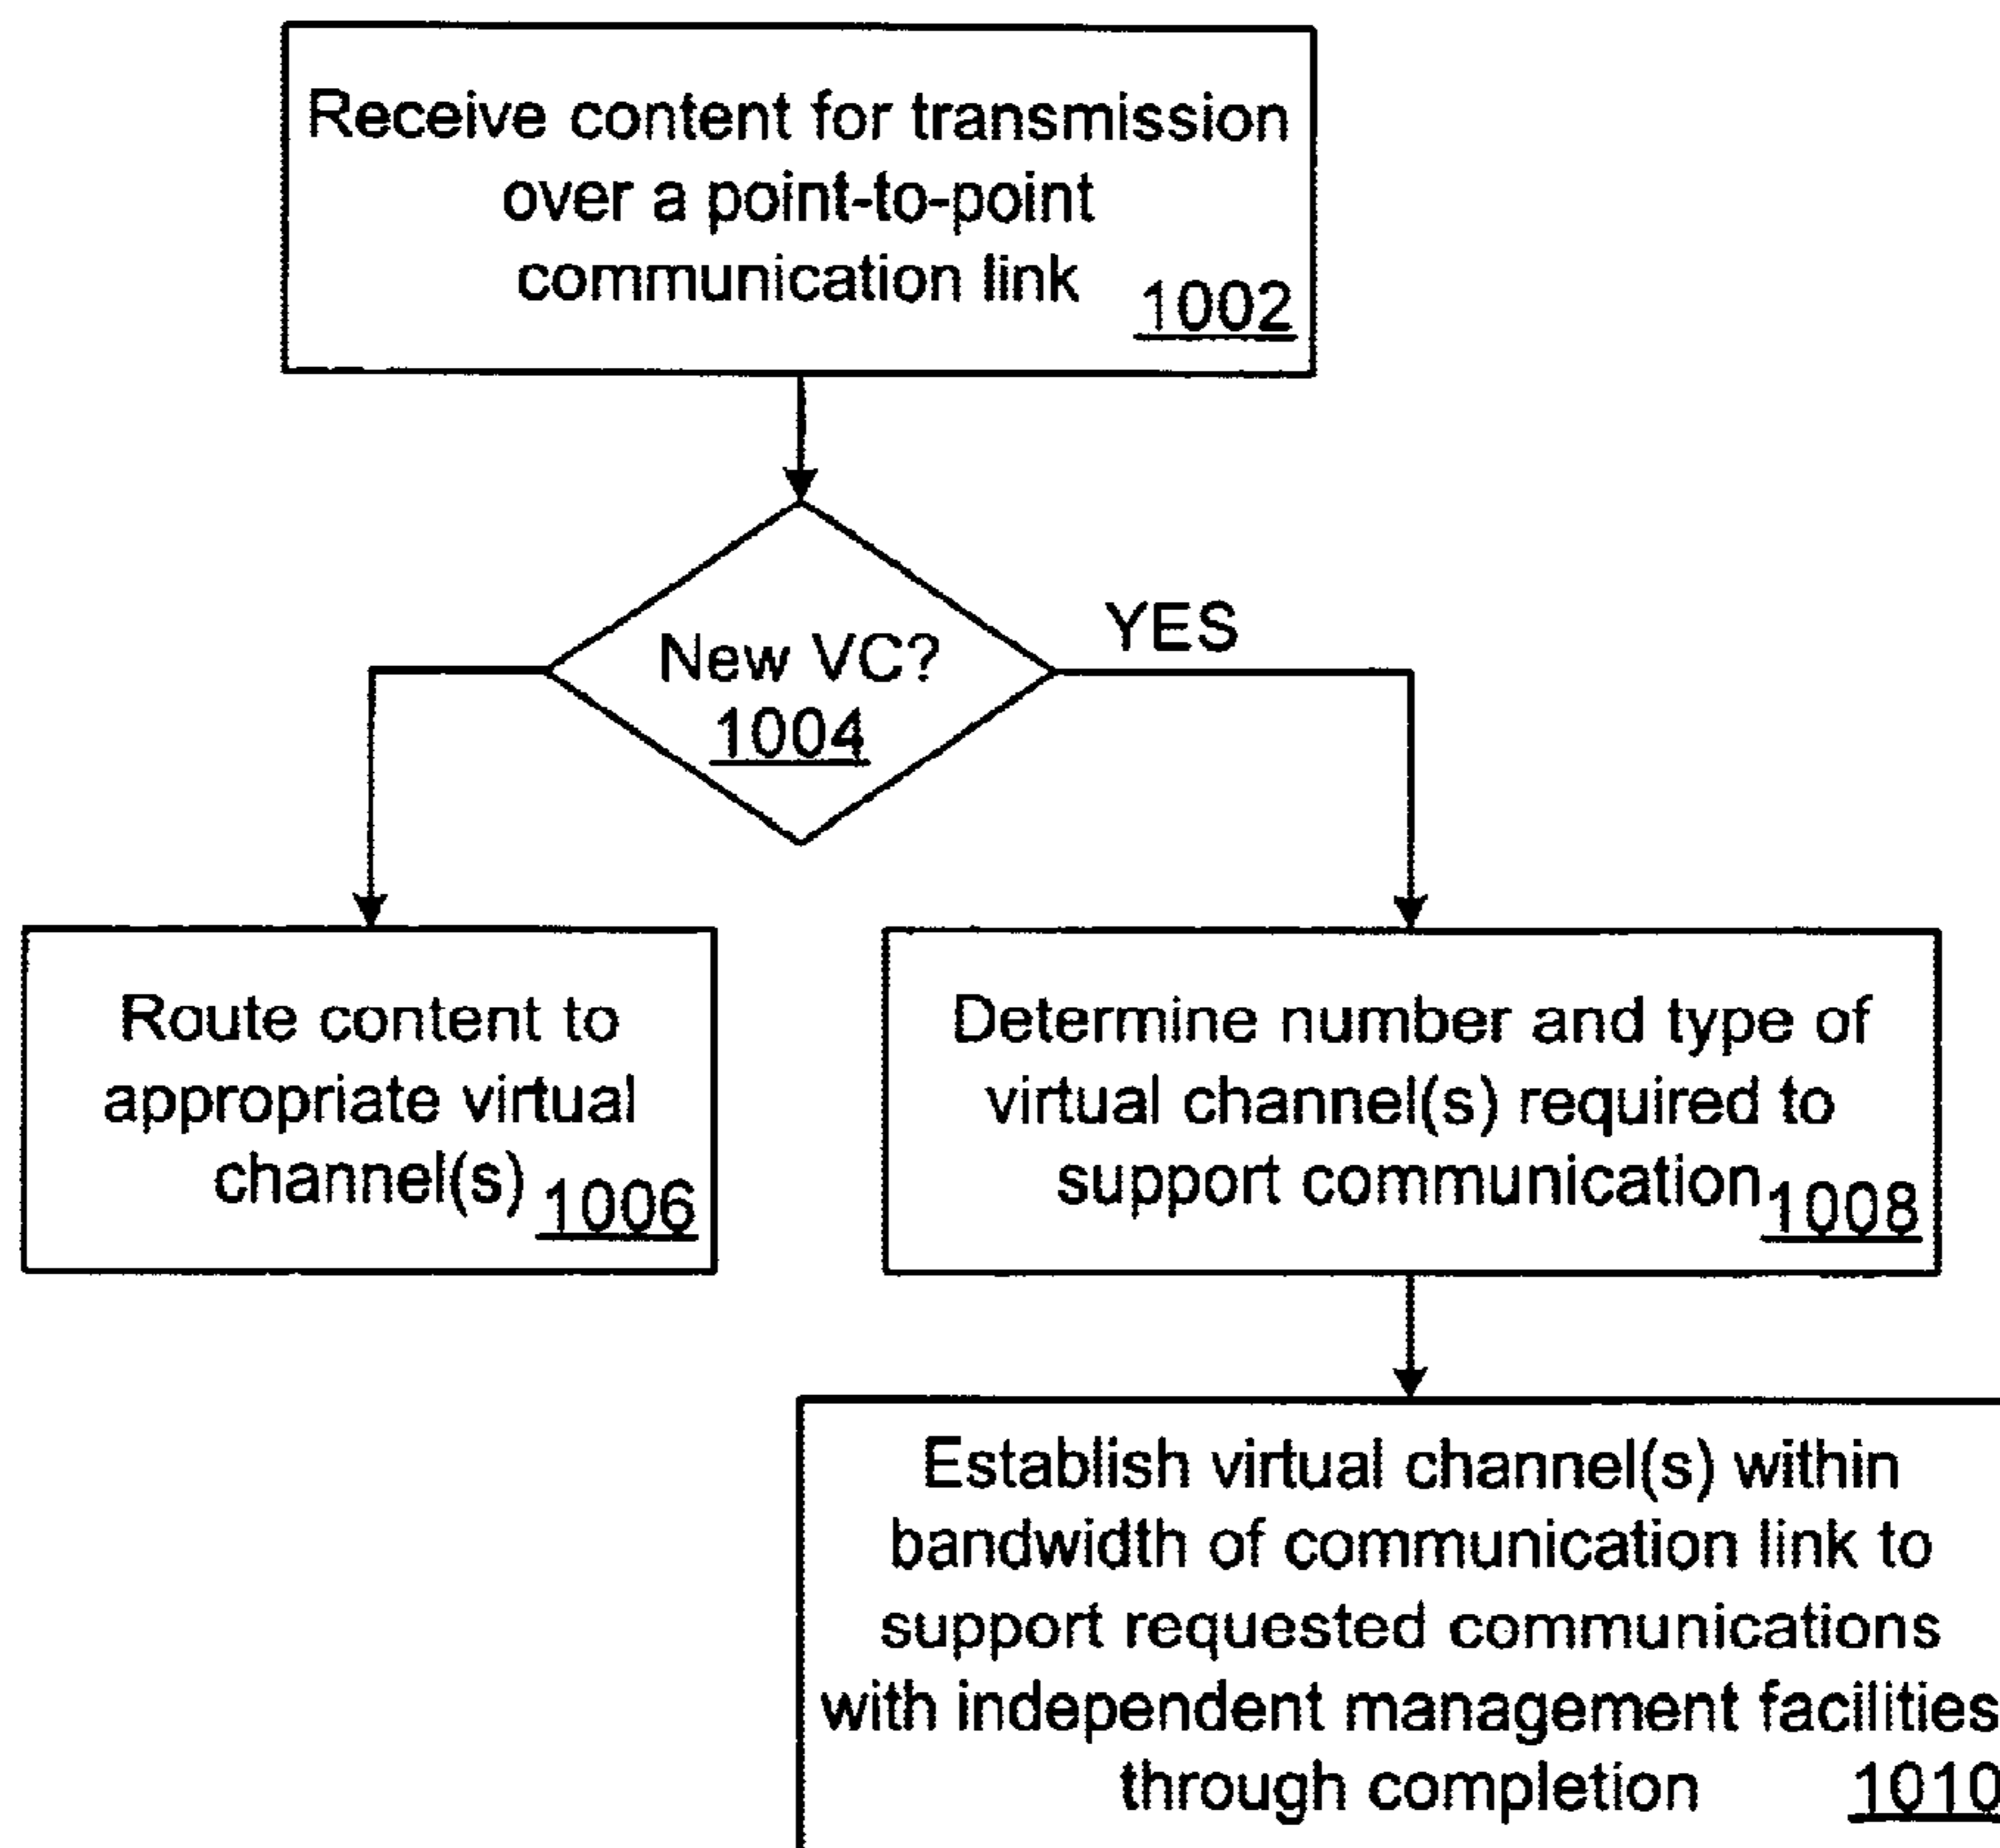 Receive content for transmission
over a point-to-point
communication link
1002
New VC?
1004
YES
Route content to
appropriate virtual
channel(s)
1006
Determine number and type of
virtual channel(s) required to
support communication
1008
Establish virtual channel(s) within
bandwidth of communication link to
support requested communications
with independent management facilities
through completion
1010